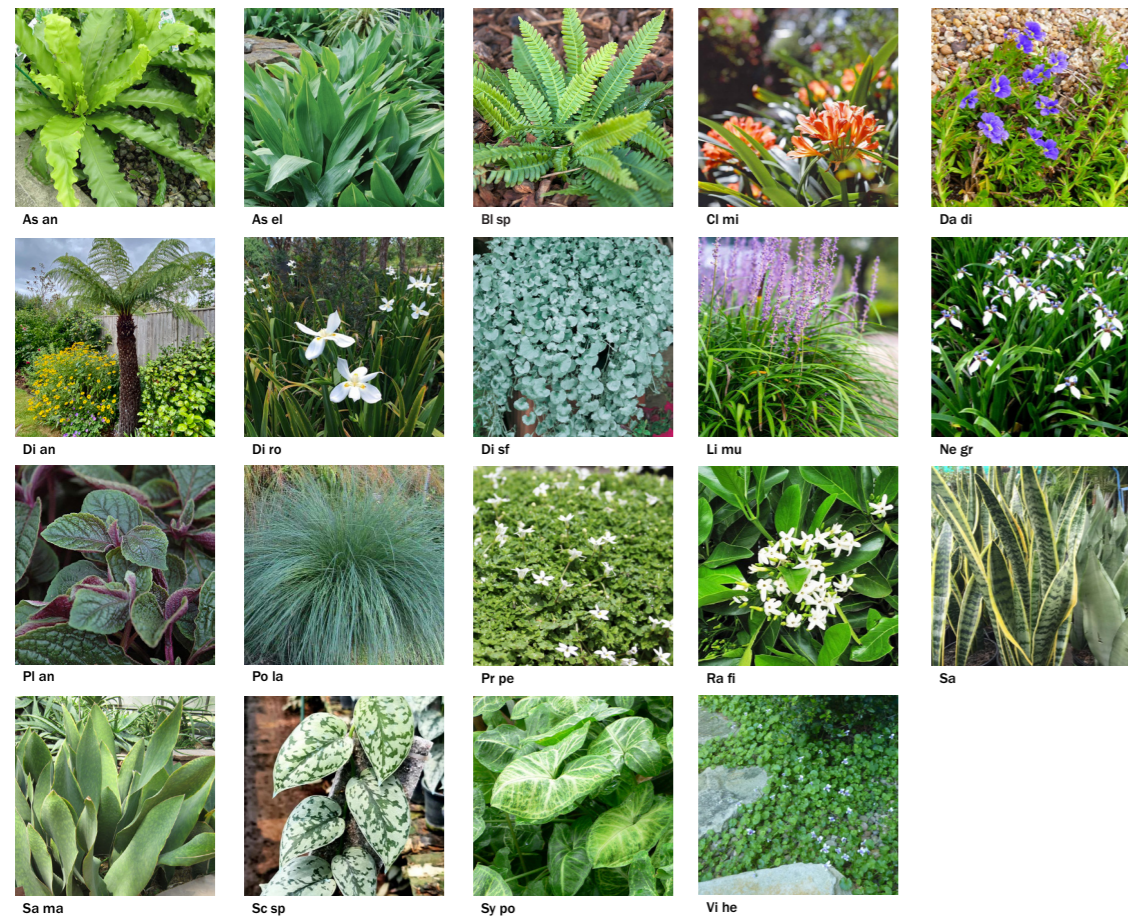 As an
As el
Bl sp
Cl mi
Da di
Di an
Di ro
Di sf
Li mu
Ne gr
Pl an
Po la
Pr pe
Ra fi
Sa
Sa ma
Sc sp
Sy po
Vi he